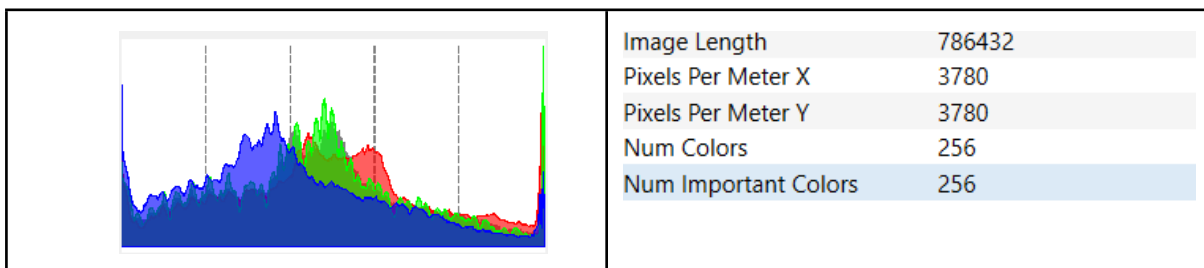 Image Length 786432
Pixels Per Meter X 3780
Pixels Per Meter Y 3780
Num Colors 256
Num Important Colors 256